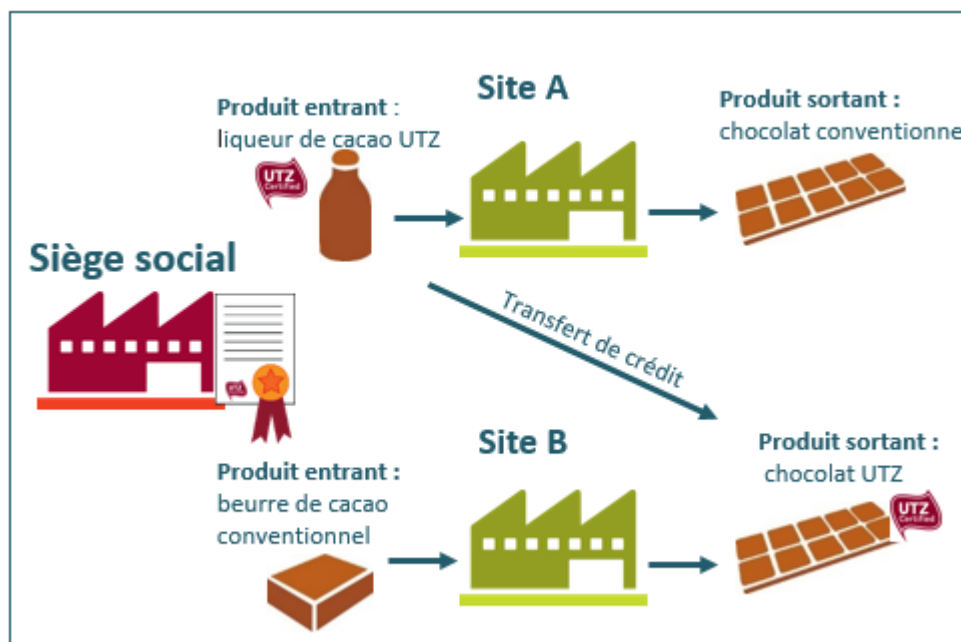 Site A
Produit entrant :
liqueur de cacao UTZ
UTZ
Certified
Produit sortant :
chocolat conventionne
Siège social
Transfert de crédit
Site B
Produit entrant :
beurre de cacao
conventionnel
Produit sortant :
chocolat UTZ
UTZ
Certified